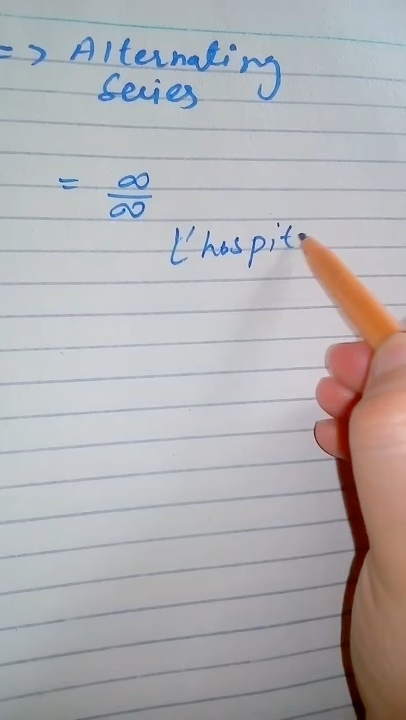 => Alternating
Series
= ∞
∞
L'hospit